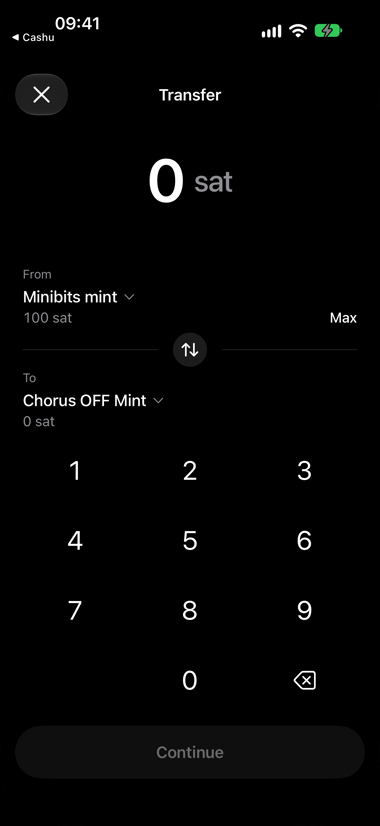 09:41
◀ Cashu
Transfer
0 sat
From
Minibits mint
100 sat
Max
To
Chorus OFF Mint
0 sat
1 2 3
4 5 6
7 8 9
0
Continue